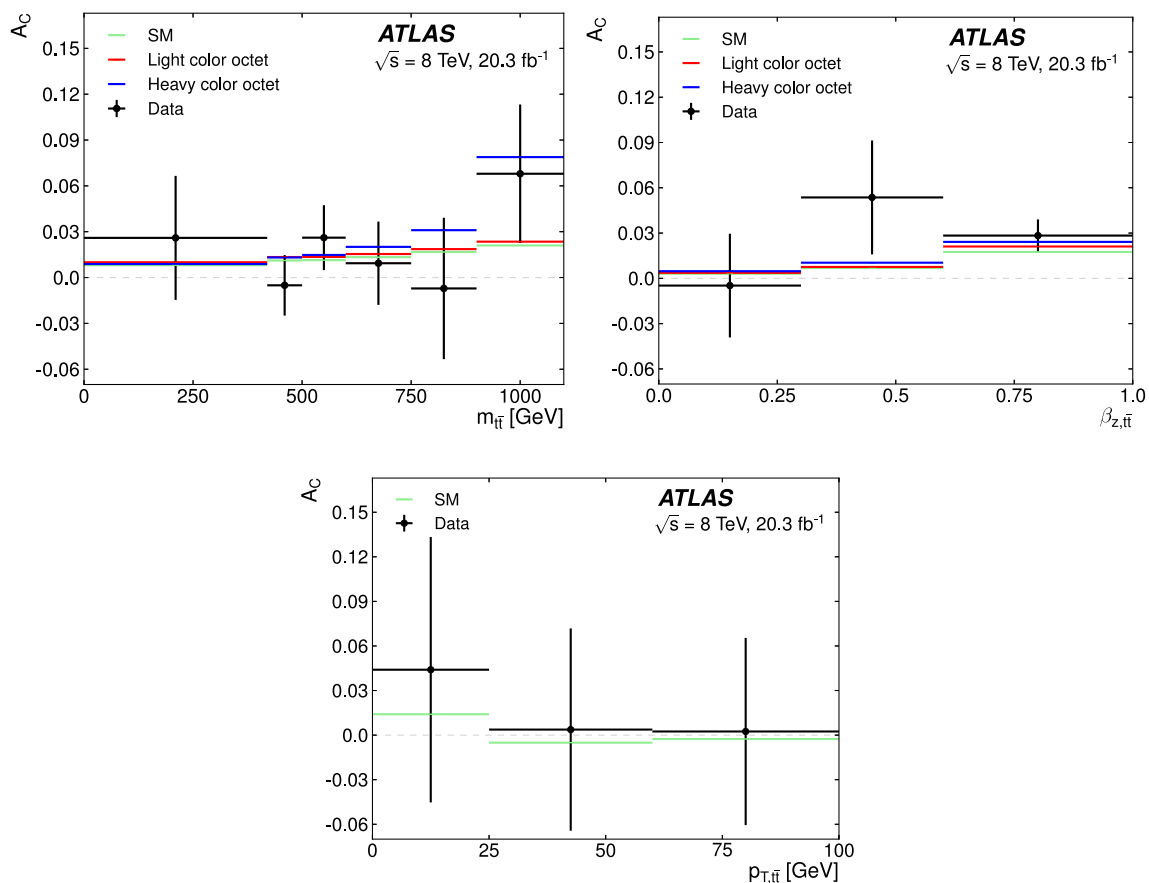 A_C
0.15
0.12
0.09
0.06
0.03
0.0
-0.03
-0.06
SM
Light color octet
Heavy color octet
Data
ATLAS
√s = 8 TeV, 20.3 fb⁻¹
0 250 500 750 1000
m_{tt̄} [GeV]
A_C
0.15
0.12
0.09
0.06
0.03
0.0
-0.03
-0.06
SM
Light color octet
Heavy color octet
Data
ATLAS
√s = 8 TeV, 20.3 fb⁻¹
0.0 0.25 0.5 0.75 1.0
β_{z,tt̄}
A_C
0.15
0.12
0.09
0.06
0.03
0.0
-0.03
-0.06
SM
Data
ATLAS
√s = 8 TeV, 20.3 fb⁻¹
0 25 50 75 100
p_{T,tt̄} [GeV]